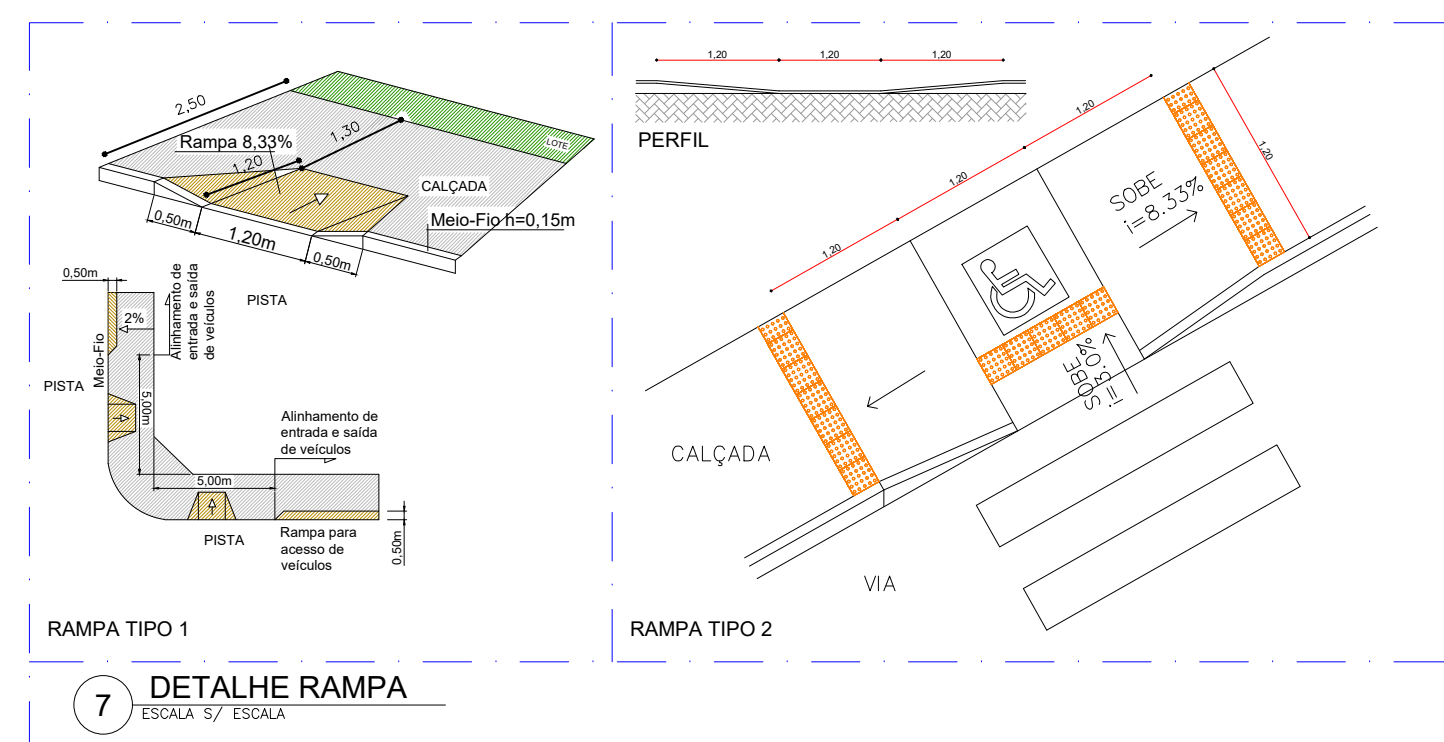 2,50
Rampa 8,33%
1,30
1,20
LOTE
CALÇADA
Meio-Fio h=0,15m
0,50m
1,20m
0,50m
0,50m
Alinhamento de
entrada e saída
de veículos
PISTA
2%
Meio-Fio
PISTA
5,00m
Alinhamento de
entrada e saída
de veículos
5,00m
PISTA
Rampa para
acesso de
veículos
0,50m
RAMPA TIPO 1
1,20
1,20
1,20
PERFIL
1,20
1,20
1,20
1,20
SOBE
i=8.33%
SOBE
i=3.0%
CALÇADA
VIA
RAMPA TIPO 2
7
DETALHE RAMPA
ESCALA S/ ESCALA